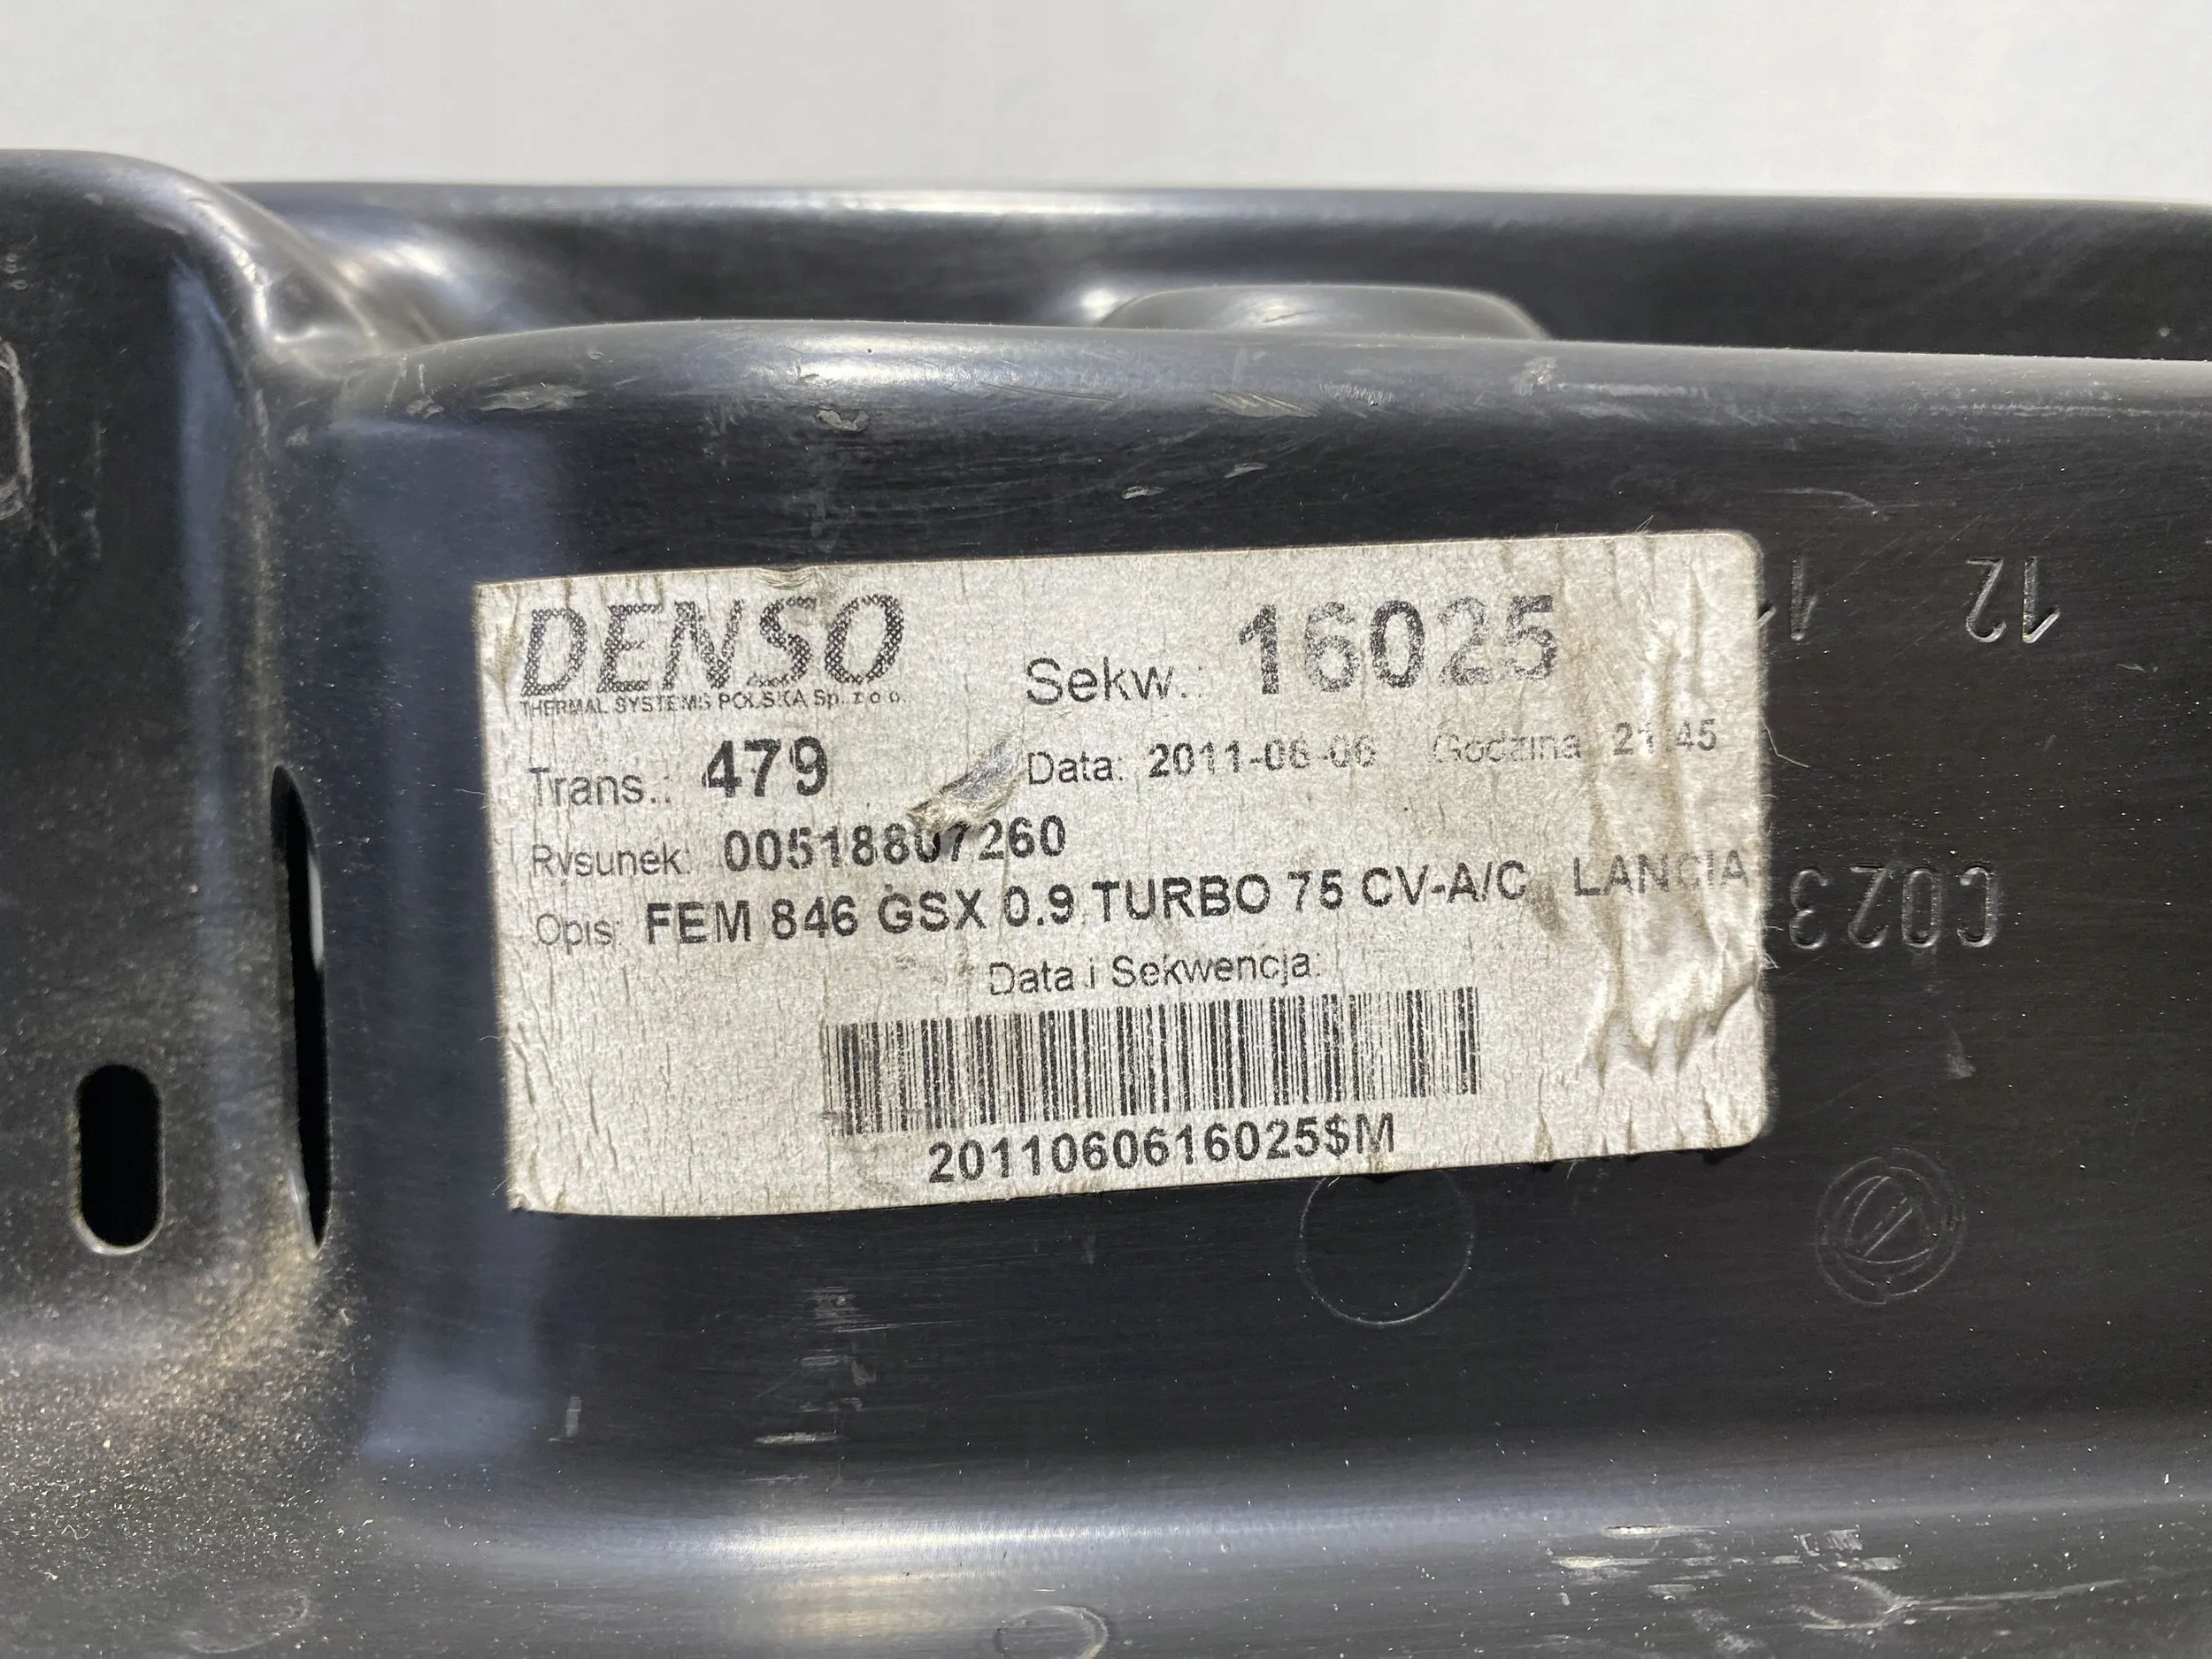 DENSO
THERMAL SYSTEMS POLSKA Sp. z o o.
Sekw.: 16025
Trans.: 479
Data: 2011-06-06 Godzina 21:45
Rysunek: 00518807260
Opis: FEM 846 GSX 0.9 TURBO 75 CV-A/C LANCIA
Data i Sekwencja:
2011060616025$M
12
C023